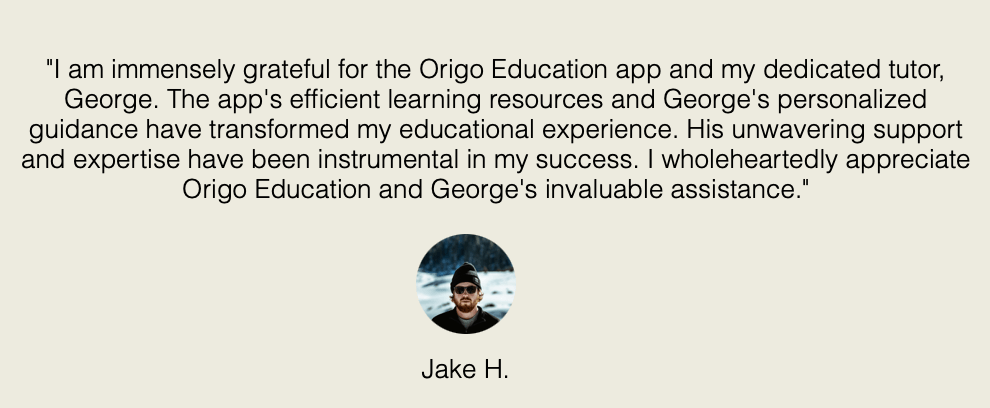 "I am immensely grateful for the Origo Education app and my dedicated tutor,
George. The app's efficient learning resources and George's personalized
guidance have transformed my educational experience. His unwavering support
and expertise have been instrumental in my success. I wholeheartedly appreciate
Origo Education and George's invaluable assistance."
Jake H.